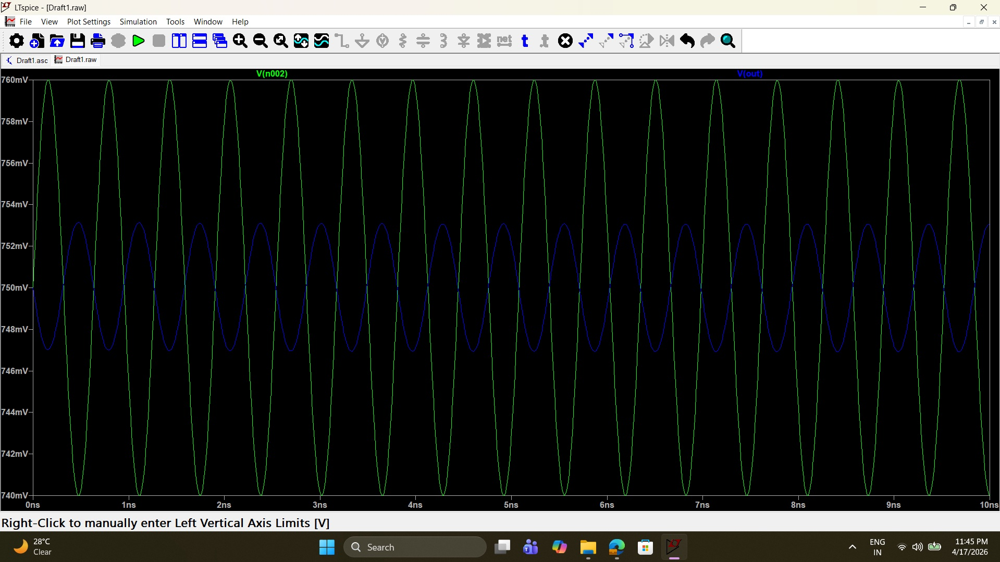 LTspice - [Draft1.raw]
File View Plot Settings Simulation Tools Window Help
net t t
Draft1.asc Draft1.raw
V(n002) V(out)
760mV
758mV
756mV
754mV
752mV
750mV
748mV
746mV
744mV
742mV
740mV
0ns 1ns 2ns 3ns 4ns 5ns 6ns 7ns 8ns 9ns 10ns
Right-Click to manually enter Left Vertical Axis Limits [V]
28°C
Clear
Search
ENG
IN
11:45 PM
4/17/2026